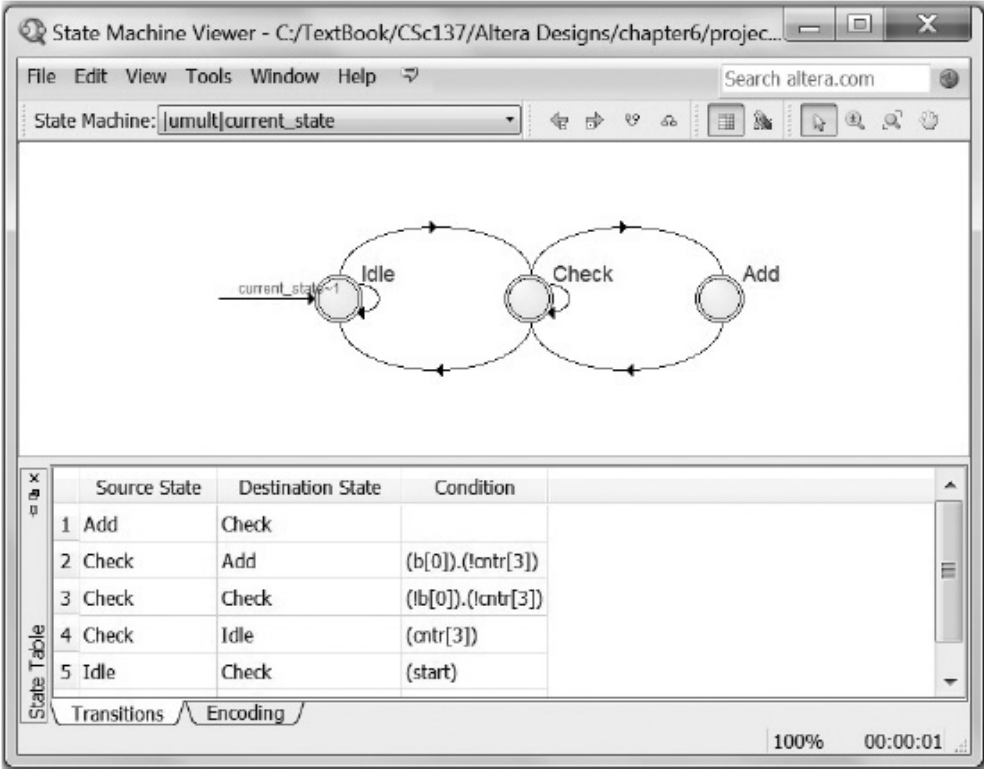 State Machine Viewer - C:/TextBook/CSc137/Altera Designs/chapter6/projec...
File Edit View Tools Window Help
Search altera.com
State Machine: |umult|current_state
Idle
Check
Add
current_state~1
Source State Destination State Condition
1 Add Check
2 Check Add (b[0]).(!cntr[3])
3 Check Check (!b[0]).(!cntr[3])
4 Check Idle (cntr[3])
5 Idle Check (start)
State Table
Transitions Encoding
100% 00:00:01